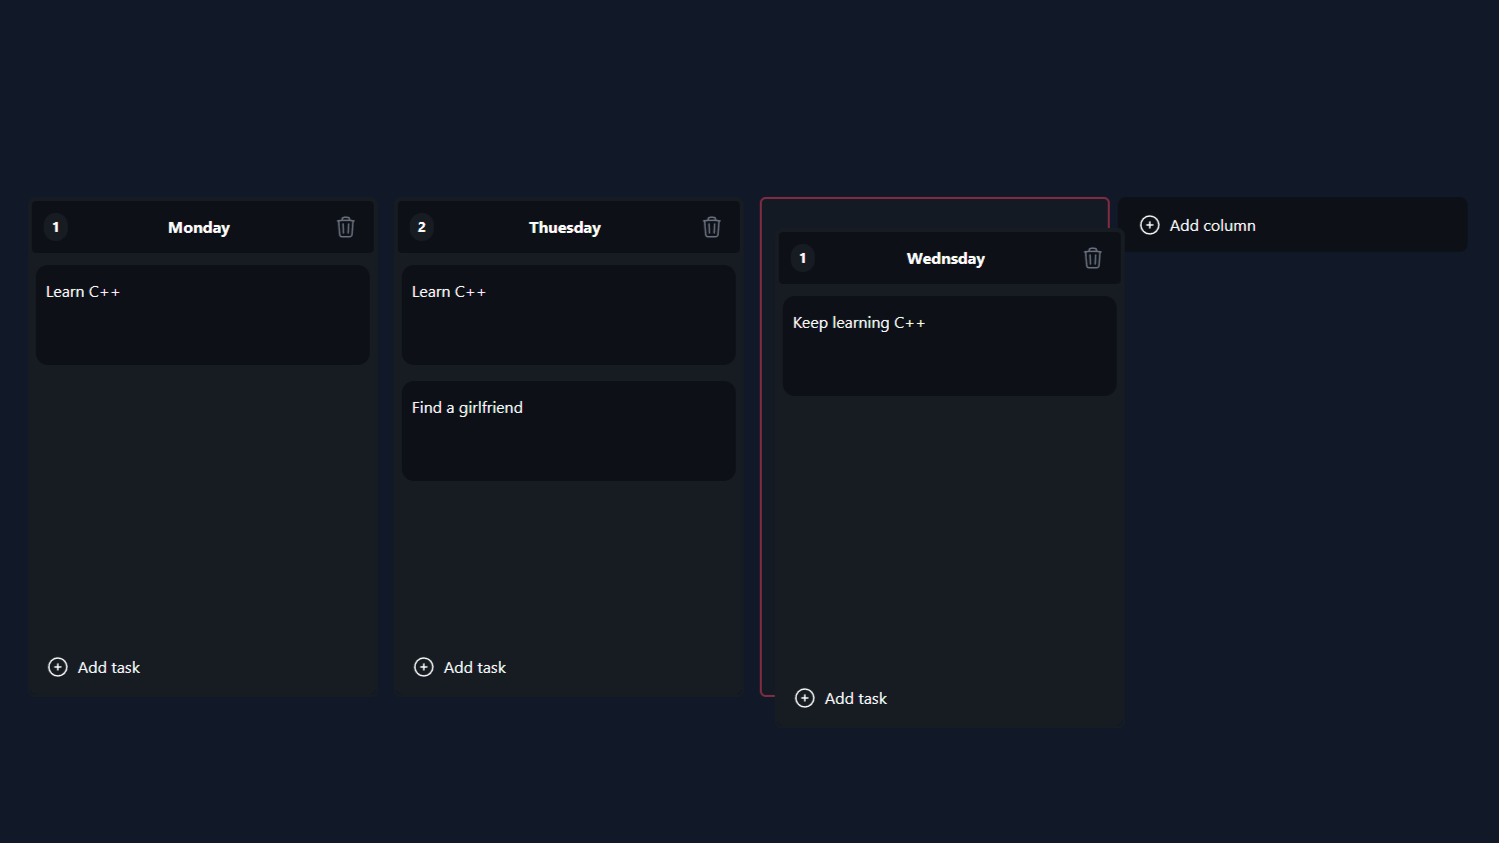 1 Monday
Learn C++
Add task
2 Thuesday
Learn C++
Find a girlfriend
Add task
1 Wednsday
Keep learning C++
Add task
Add column